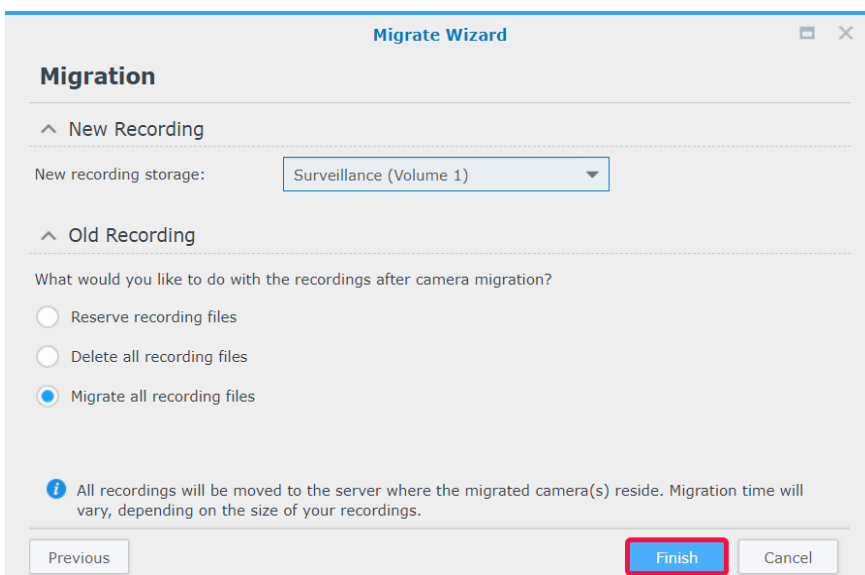 Migrate Wizard
Migration
New Recording
New recording storage: Surveillance (Volume 1)
Old Recording
What would you like to do with the recordings after camera migration?
Reserve recording files
Delete all recording files
Migrate all recording files
All recordings will be moved to the server where the migrated camera(s) reside. Migration time will
vary, depending on the size of your recordings.
Previous Finish Cancel